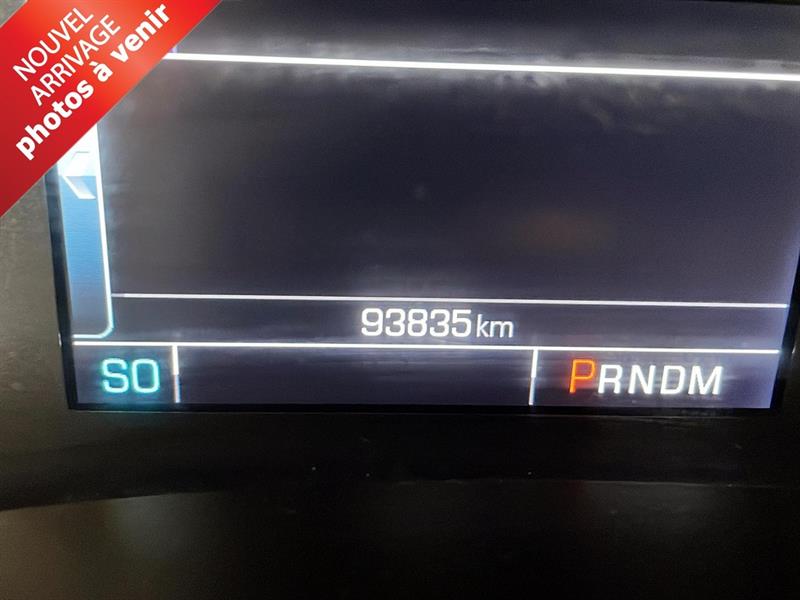 NOUVEL
ARRIVAGE
photos à venir
93835 km
SO PRNDM